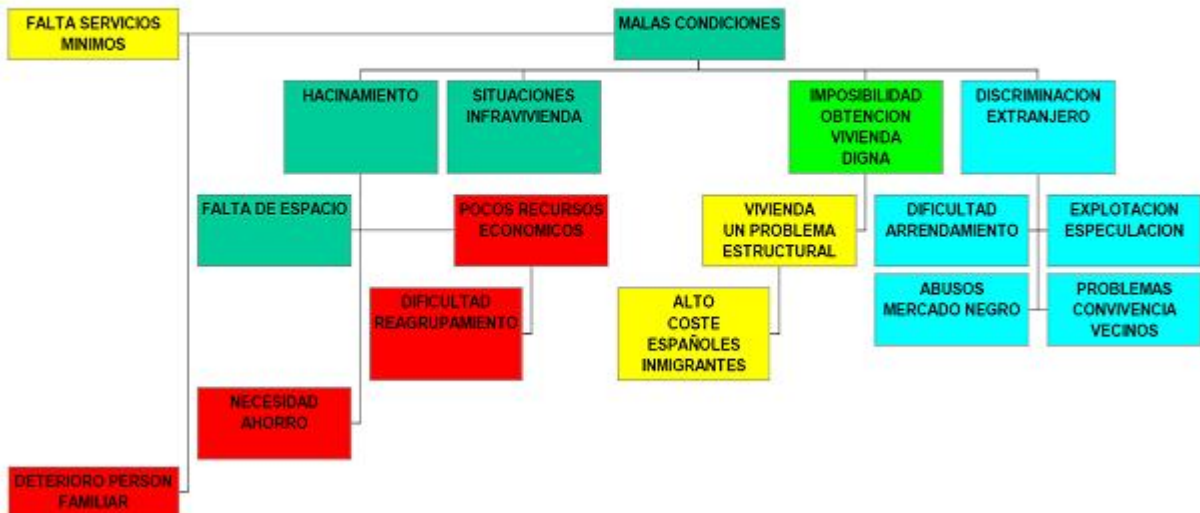 FALTA SERVICIOS
MINIMOS
MALAS CONDICIONES
HACINAMIENTO
SITUACIONES
INFRAVIVIENDA
IMPOSIBILIDAD
OBTENCION
VIVIENDA
DIGNA
DISCRIMINACION
EXTRANJERO
FALTA DE ESPACIO
POCOS RECURSOS
ECONOMICOS
VIVIENDA
UN PROBLEMA
ESTRUCTURAL
DIFICULTAD
ARRENDAMIENTO
EXPLOTACION
ESPECULACION
DIFICULTAD
REAGRUPAMIENTO
ALTO
COSTE
ESPAÑOLES
INMIGRANTES
ABUSOS
MERCADO NEGRO
PROBLEMAS
CONVIVENCIA
VECINOS
NECESIDAD
AHORRO
DETERIORO PERSON
FAMILIAR